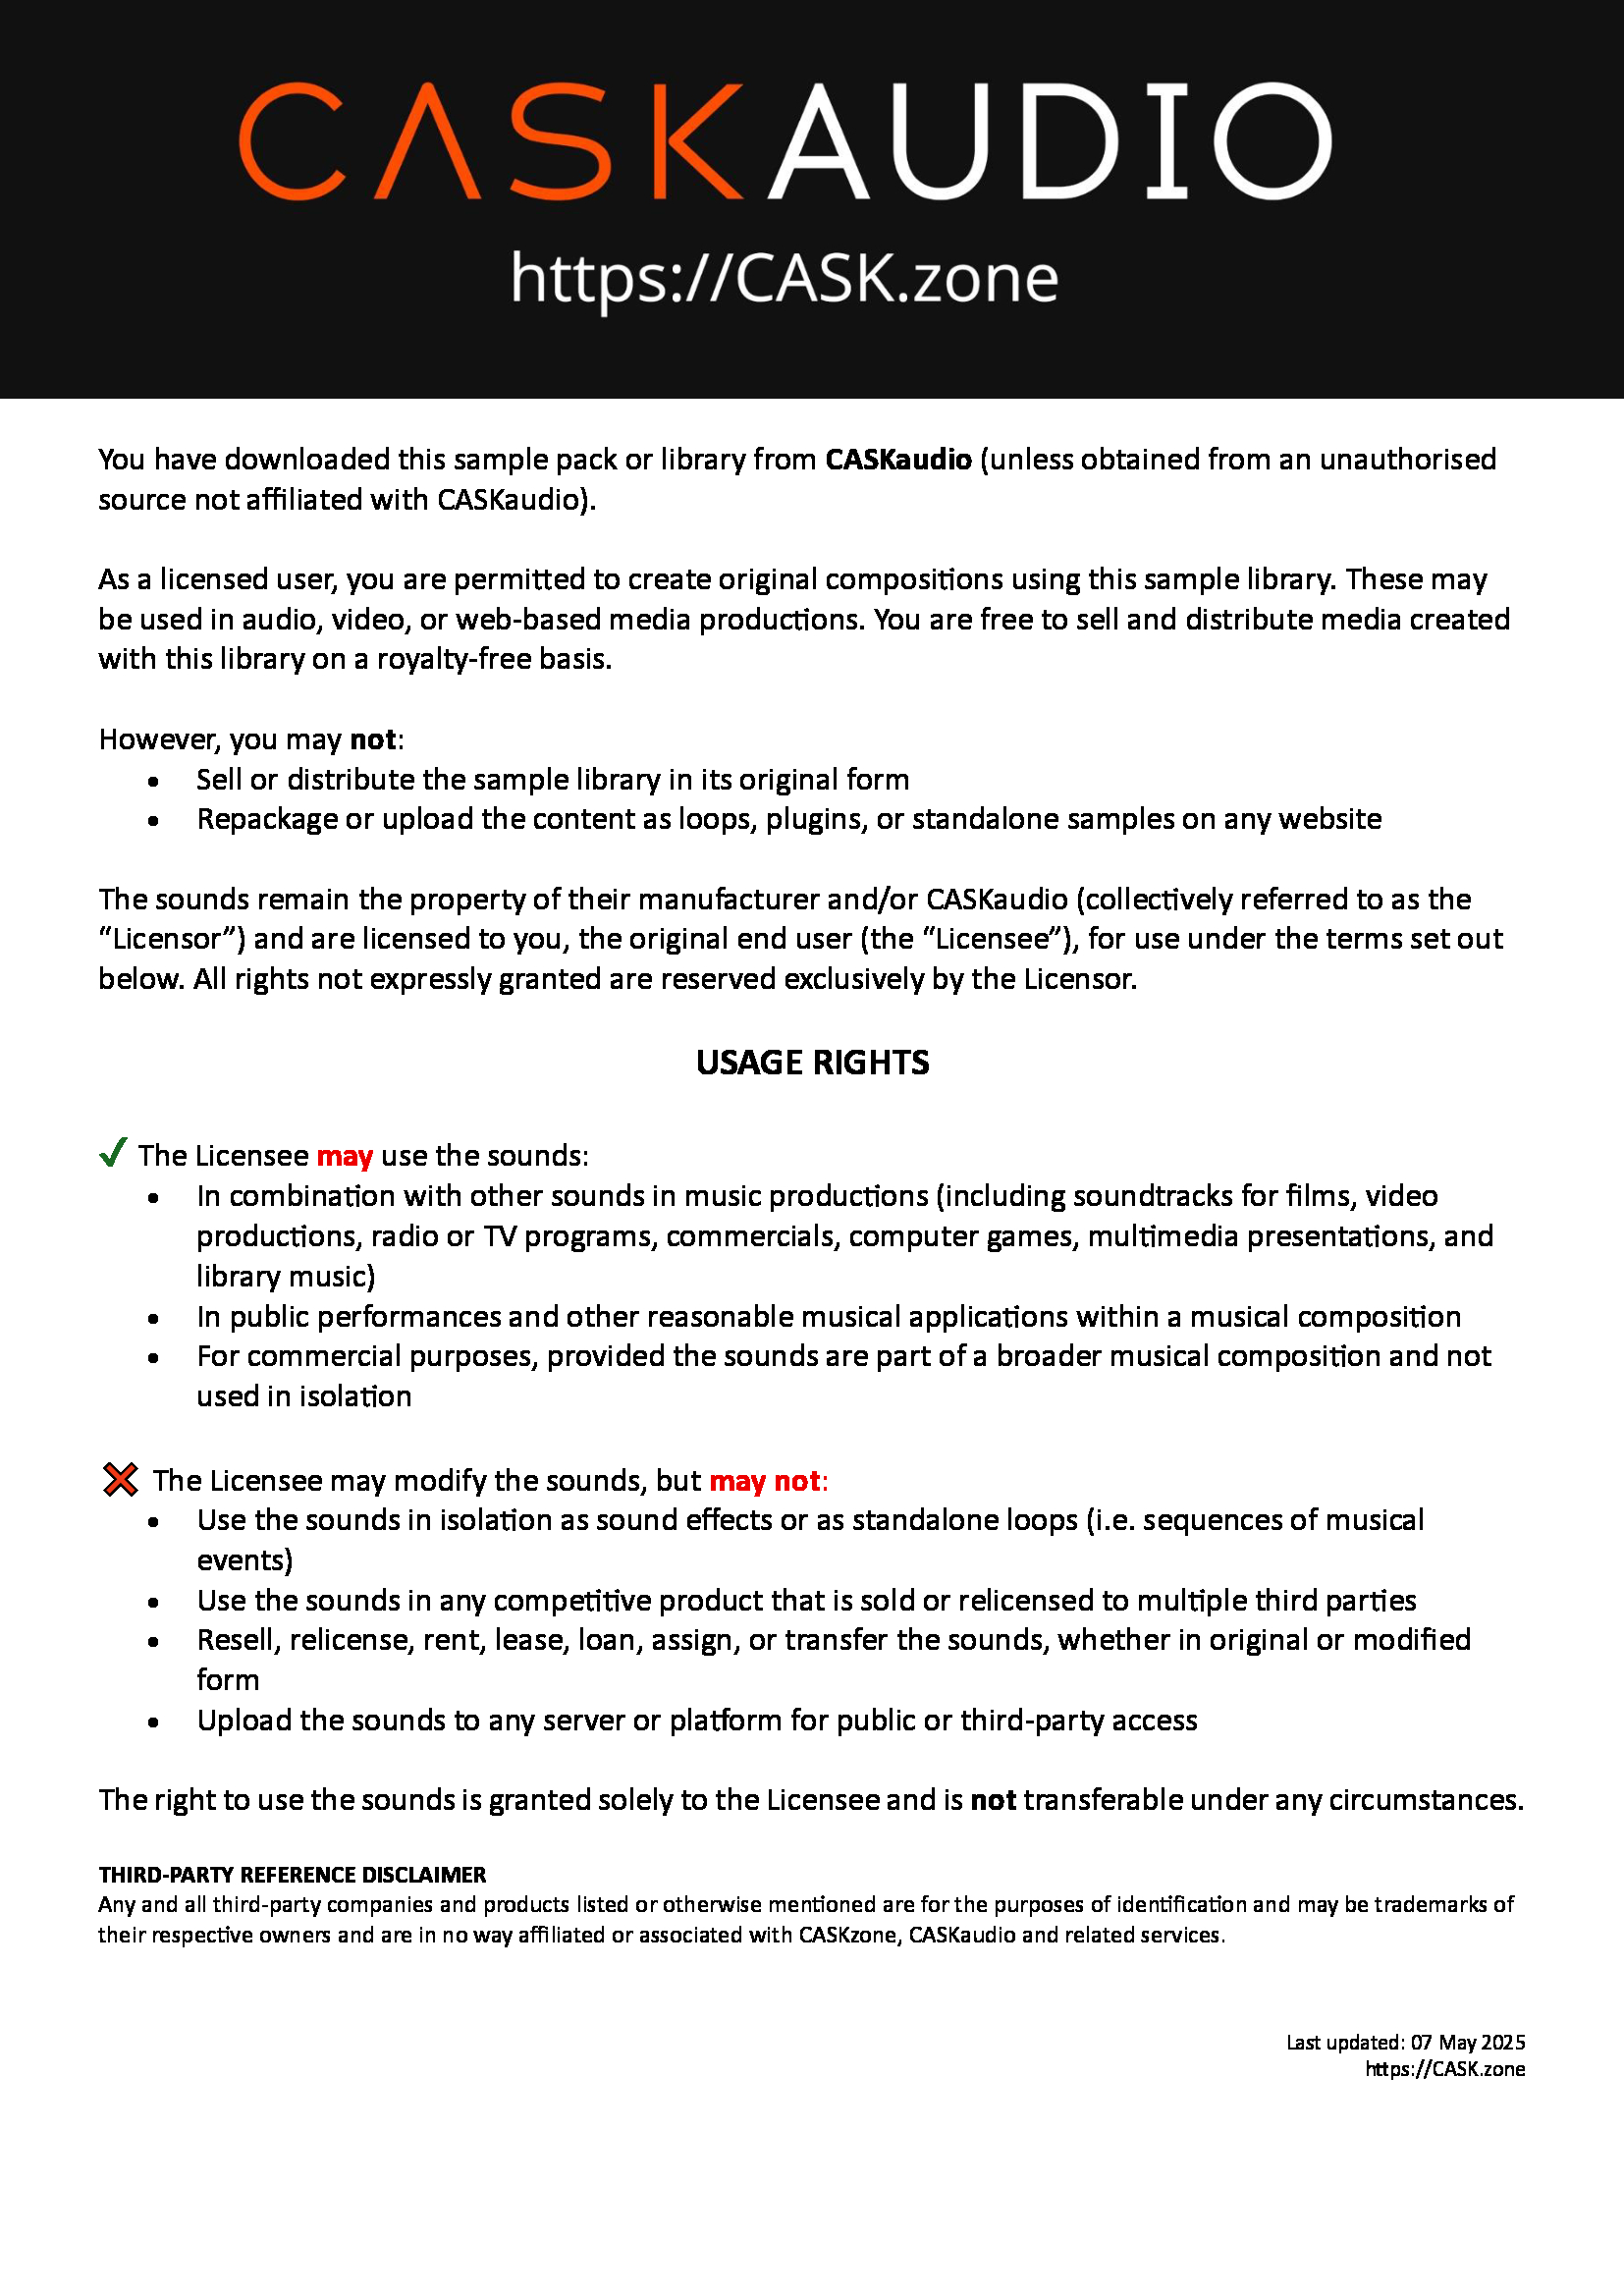 CASKAUDIO
https://CASK.zone
You have downloaded this sample pack or library from CASKaudio (unless obtained from an unauthorised
source not affiliated with CASKaudio).
As a licensed user, you are permitted to create original compositions using this sample library. These may
be used in audio, video, or web-based media productions. You are free to sell and distribute media created
with this library on a royalty-free basis.
However, you may not:
• Sell or distribute the sample library in its original form
• Repackage or upload the content as loops, plugins, or standalone samples on any website
The sounds remain the property of their manufacturer and/or CASKaudio (collectively referred to as the
“Licensor”) and are licensed to you, the original end user (the “Licensee”), for use under the terms set out
below. All rights not expressly granted are reserved exclusively by the Licensor.
USAGE RIGHTS
✔ The Licensee may use the sounds:
• In combination with other sounds in music productions (including soundtracks for films, video
productions, radio or TV programs, commercials, computer games, multimedia presentations, and
library music)
• In public performances and other reasonable musical applications within a musical composition
• For commercial purposes, provided the sounds are part of a broader musical composition and not
used in isolation
❌ The Licensee may modify the sounds, but may not:
• Use the sounds in isolation as sound effects or as standalone loops (i.e. sequences of musical
events)
• Use the sounds in any competitive product that is sold or relicensed to multiple third parties
• Resell, relicense, rent, lease, loan, assign, or transfer the sounds, whether in original or modified
form
• Upload the sounds to any server or platform for public or third-party access
The right to use the sounds is granted solely to the Licensee and is not transferable under any circumstances.
THIRD-PARTY REFERENCE DISCLAIMER
Any and all third-party companies and products listed or otherwise mentioned are for the purposes of identification and may be trademarks of
their respective owners and are in no way affiliated or associated with CASKzone, CASKaudio and related services.
Last updated: 07 May 2025
https://CASK.zone